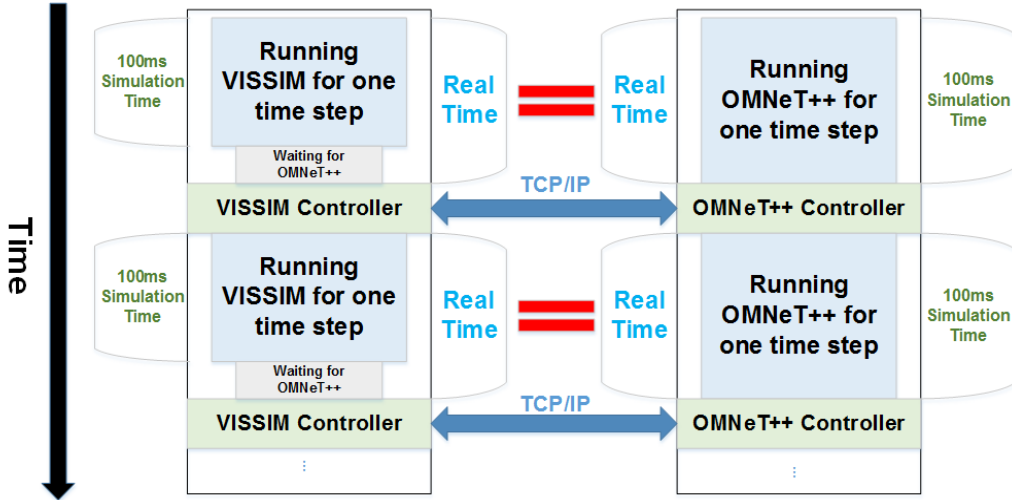 Time
100ms
Simulation
Time
Running
VISSIM for one
time step
Real
Time
Real
Time
Running
OMNeT++ for
one time step
100ms
Simulation
Time
Waiting for
OMNeT++
TCP/IP
VISSIM Controller
OMNeT++ Controller
100ms
Simulation
Time
Running
VISSIM for one
time step
Real
Time
Real
Time
Running
OMNeT++ for
one time step
100ms
Simulation
Time
Waiting for
OMNeT++
TCP/IP
VISSIM Controller
OMNeT++ Controller
...
...